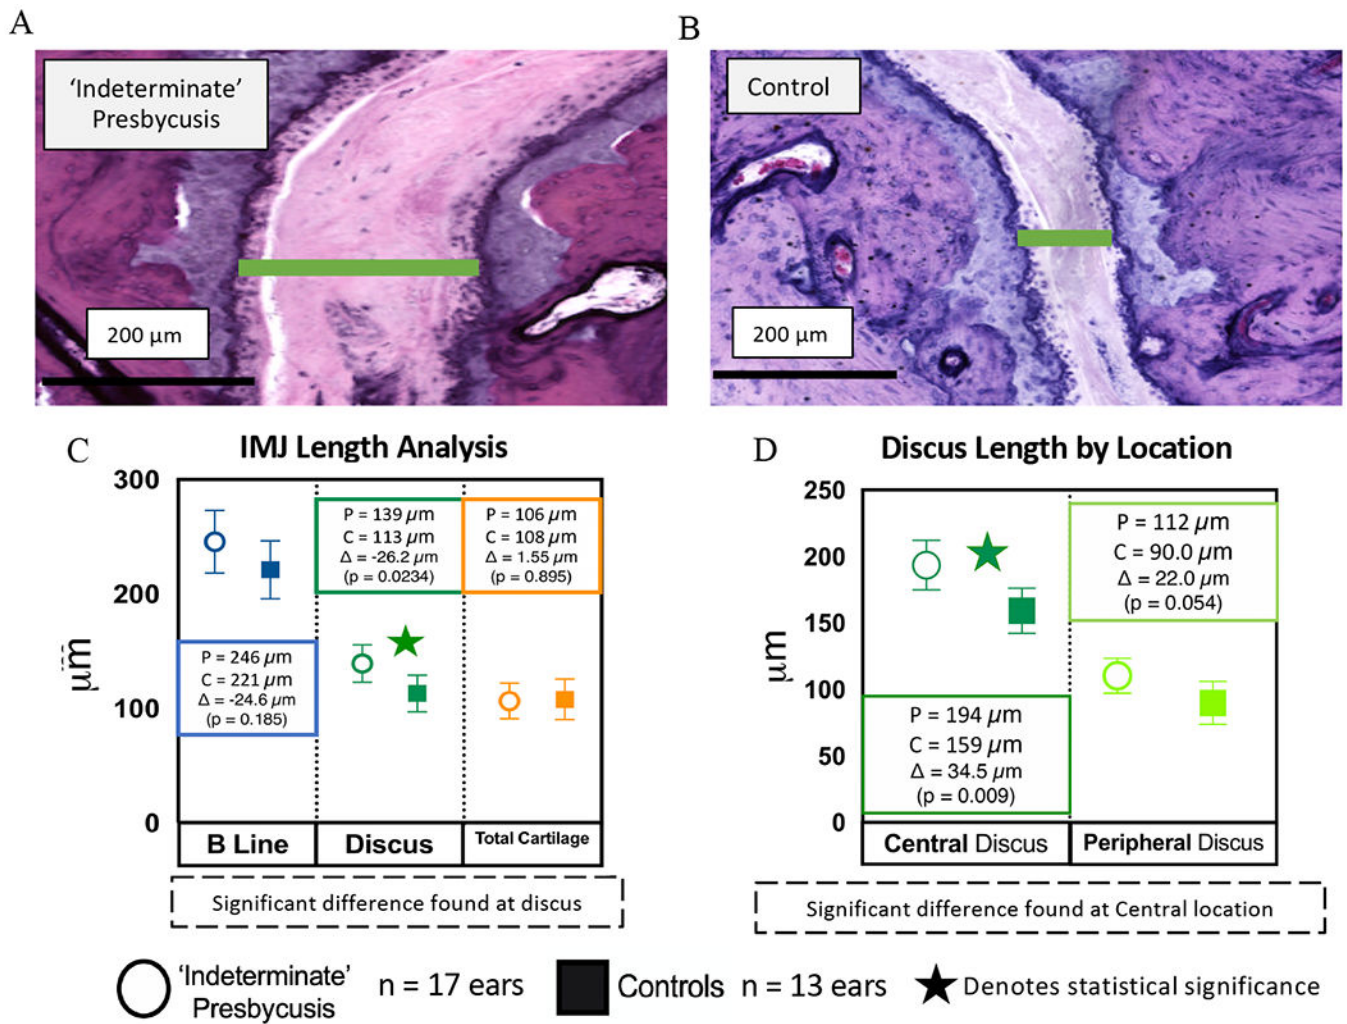 A
B
'Indeterminate'
Presbycusis
Control
200 µm
200 µm
C
IMJ Length Analysis
D
Discus Length by Location
300
200
100
0
µm
P = 139 µm
C = 113 µm
Δ = -26.2 µm
(p = 0.0234)
P = 106 µm
C = 108 µm
Δ = 1.55 µm
(p = 0.895)
P = 246 µm
C = 221 µm
Δ = -24.6 µm
(p = 0.185)
B Line
Discus
Total Cartilage
Significant difference found at discus
250
200
150
100
50
0
µm
P = 112 µm
C = 90.0 µm
Δ = 22.0 µm
(p = 0.054)
P = 194 µm
C = 159 µm
Δ = 34.5 µm
(p = 0.009)
Central Discus
Peripheral Discus
Significant difference found at Central location
'Indeterminate'
Presbycusis
n = 17 ears
Controls
n = 13 ears
Denotes statistical significance